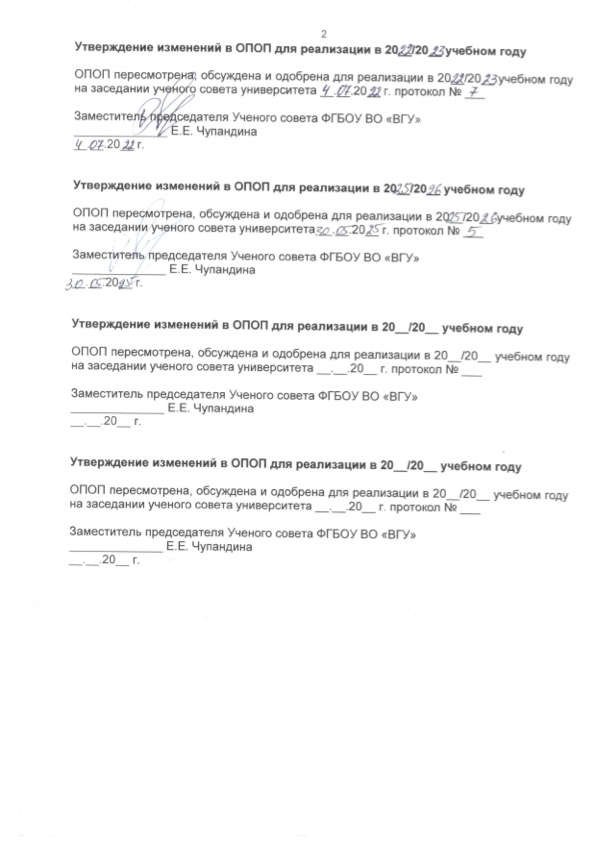 2
Утверждение изменений в ОПОП для реализации в 2022/2023 учебном году
ОПОП пересмотрена, обсуждена и одобрена для реализации в 2022/2023 учебном году
на заседании ученого совета университета 4.07.2022 г. протокол № 7
Заместитель председателя Ученого совета ФГБОУ ВО «ВГУ»
______________ Е.Е. Чупандина
4.07.2022 г.
Утверждение изменений в ОПОП для реализации в 2025/2026 учебном году
ОПОП пересмотрена, обсуждена и одобрена для реализации в 2025/2026 учебном году
на заседании ученого совета университета 30.05.2025 г. протокол № 5
Заместитель председателя Ученого совета ФГБОУ ВО «ВГУ»
______________ Е.Е. Чупандина
30.05.2025 г.
Утверждение изменений в ОПОП для реализации в 20__/20__ учебном году
ОПОП пересмотрена, обсуждена и одобрена для реализации в 20__/20__ учебном году
на заседании ученого совета университета __.__.20__ г. протокол № ___
Заместитель председателя Ученого совета ФГБОУ ВО «ВГУ»
______________ Е.Е. Чупандина
__.__.20__ г.
Утверждение изменений в ОПОП для реализации в 20__/20__ учебном году
ОПОП пересмотрена, обсуждена и одобрена для реализации в 20__/20__ учебном году
на заседании ученого совета университета __.__.20__ г. протокол № ___
Заместитель председателя Ученого совета ФГБОУ ВО «ВГУ»
______________ Е.Е. Чупандина
__.__.20__ г.